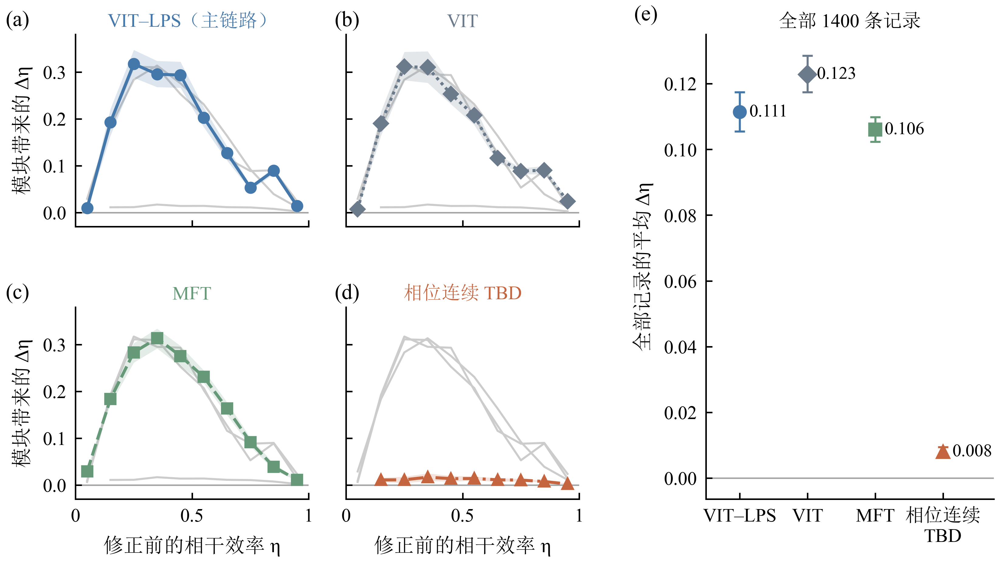 (a)
VIT–LPS（主链路）
模块带来的 Δη
0.3
0.2
0.1
0.0
(b)
VIT
(c)
MFT
模块带来的 Δη
0.3
0.2
0.1
0.0
0
0.5
1
修正前的相干效率 η
(d)
相位连续 TBD
0
0.5
1
修正前的相干效率 η
(e)
全部 1400 条记录
全部记录的平均 Δη
0.12
0.10
0.08
0.06
0.04
0.02
0.00
0.111
0.123
0.106
0.008
VIT–LPS
VIT
MFT
相位连续
TBD